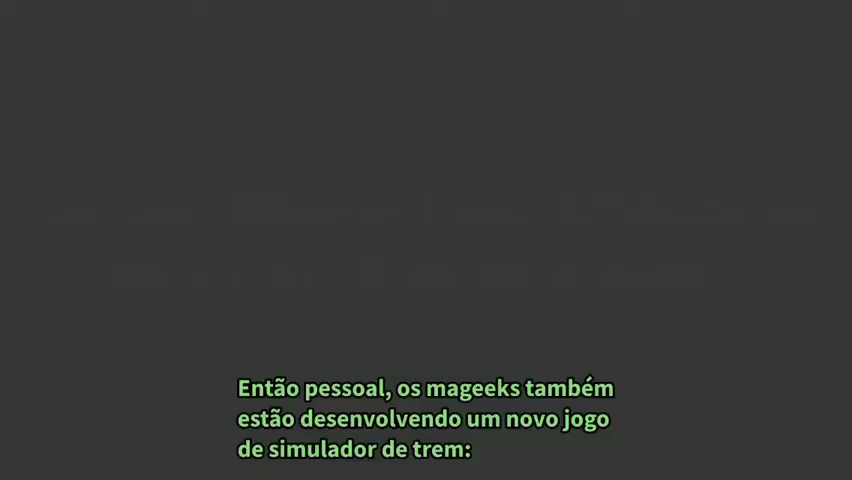 Então pessoal, os mageeks também
estão desenvolvendo um novo jogo
de simulador de trem: